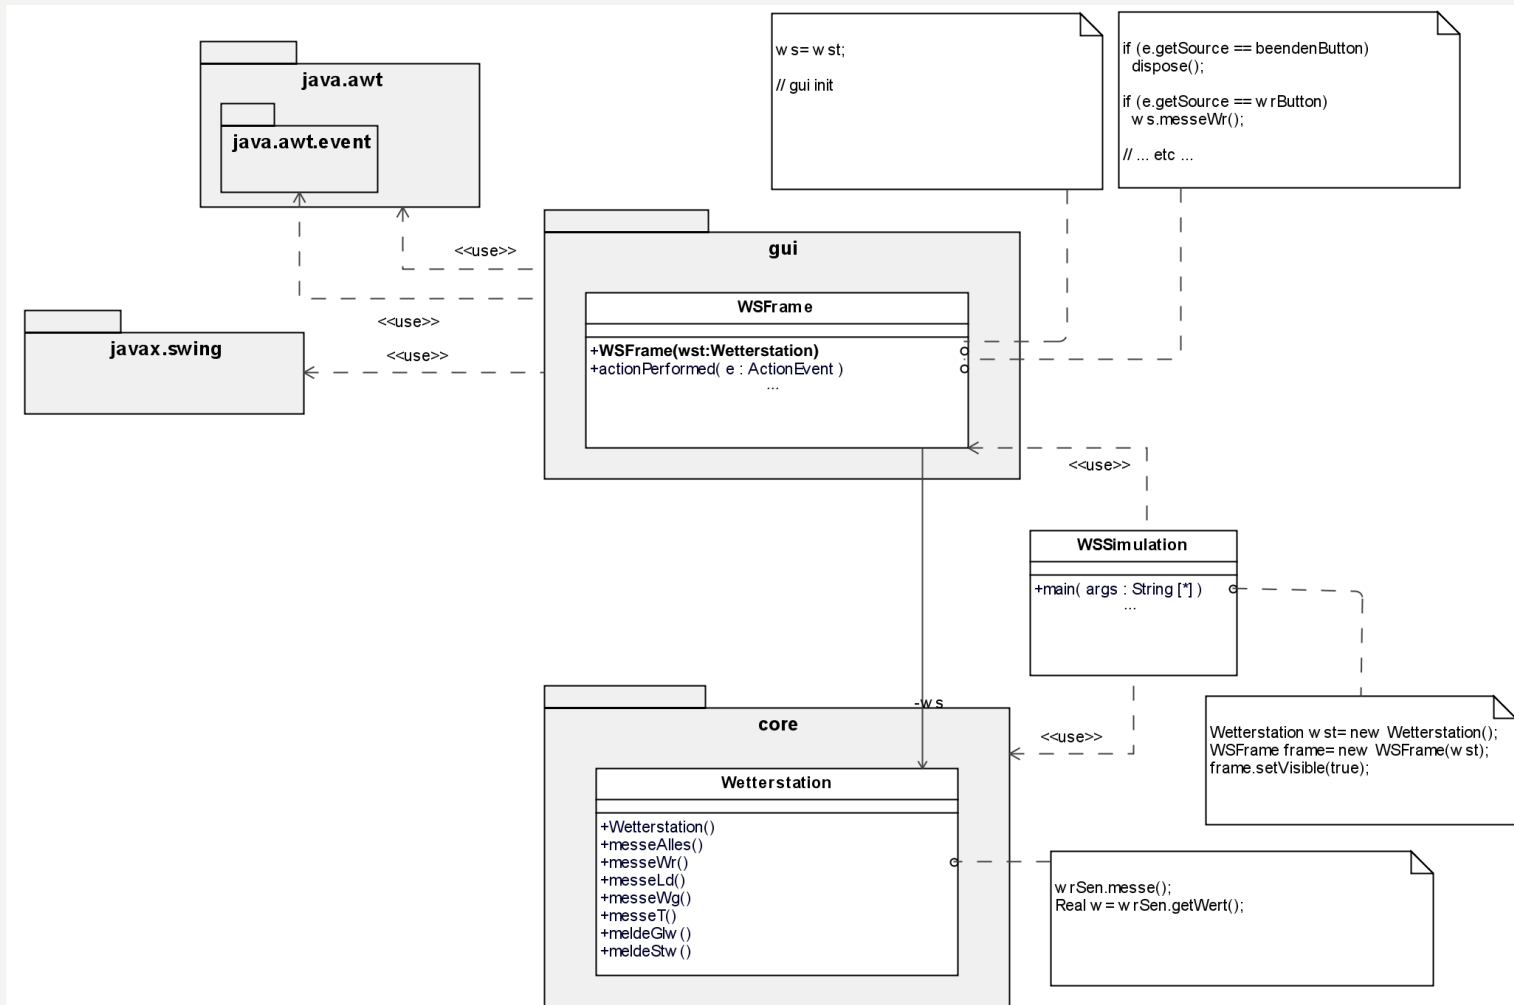 ws= wst;
// gui init
if (e.getSource == beendenButton)
dispose();
if (e.getSource == wrButton)
ws.messeWr();
// ... etc ...
java.awt
java.awt.event
<<use>>
<<use>>
<<use>>
javax.swing
gui
WSFrame
+WSFrame(wst:Wetterstation)
+actionPerformed( e : ActionEvent )
...
<<use>>
WSSimulation
+main( args : String [*] )
...
-ws
<<use>>
Wetterstation wst= new Wetterstation();
WSFrame frame= new WSFrame(wst);
frame.setVisible(true);
core
Wetterstation
+Wetterstation()
+messeAlles()
+messeWr()
+messeLd()
+messeWg()
+messeT()
+meldeGlw()
+meldeStw()
wrSen.messe();
Real w = wrSen.getWert();